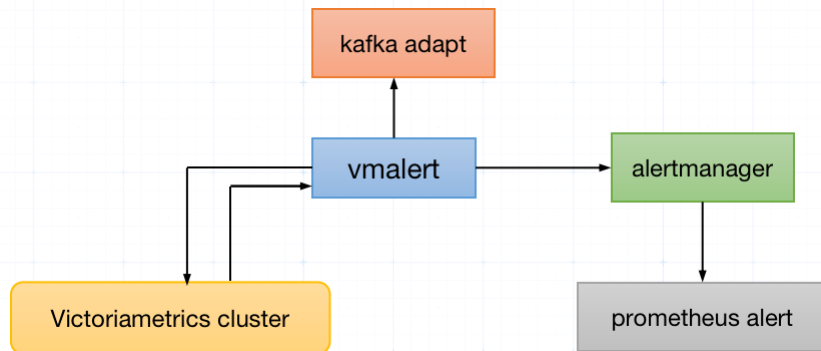 kafka adapt
vmalert
alertmanager
Victoriametrics cluster
prometheus alert